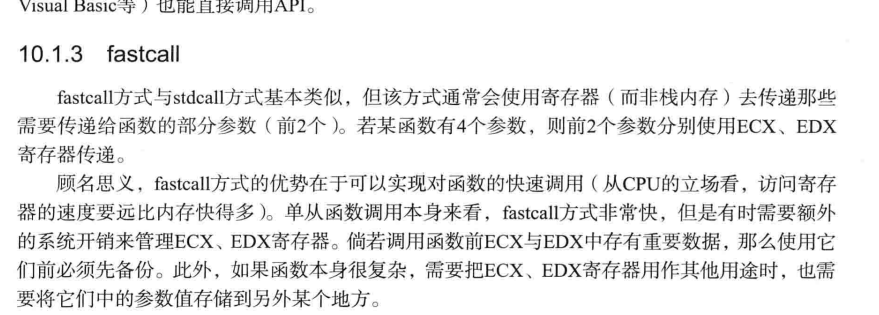 Visual Basic等）也能直接调用API。
10.1.3 fastcall
fastcall方式与stdcall方式基本类似，但该方式通常会使用寄存器（而非栈内存）去传递那些
需要传递给函数的部分参数（前2个）。若某函数有4个参数，则前2个参数分别使用ECX、EDX
寄存器传递。
顾名思义，fastcall方式的优势在于可以实现对函数的快速调用（从CPU的立场看，访问寄存
器的速度要远比内存快得多）。单从函数调用本身来看，fastcall方式非常快，但是有时需要额外
的系统开销来管理ECX、EDX寄存器。倘若调用函数前ECX与EDX中存有重要数据，那么使用它
们前必须先备份。此外，如果函数本身很复杂，需要把ECX、EDX寄存器用作其他用途时，也需
要将它们中的参数值存储到另外某个地方。